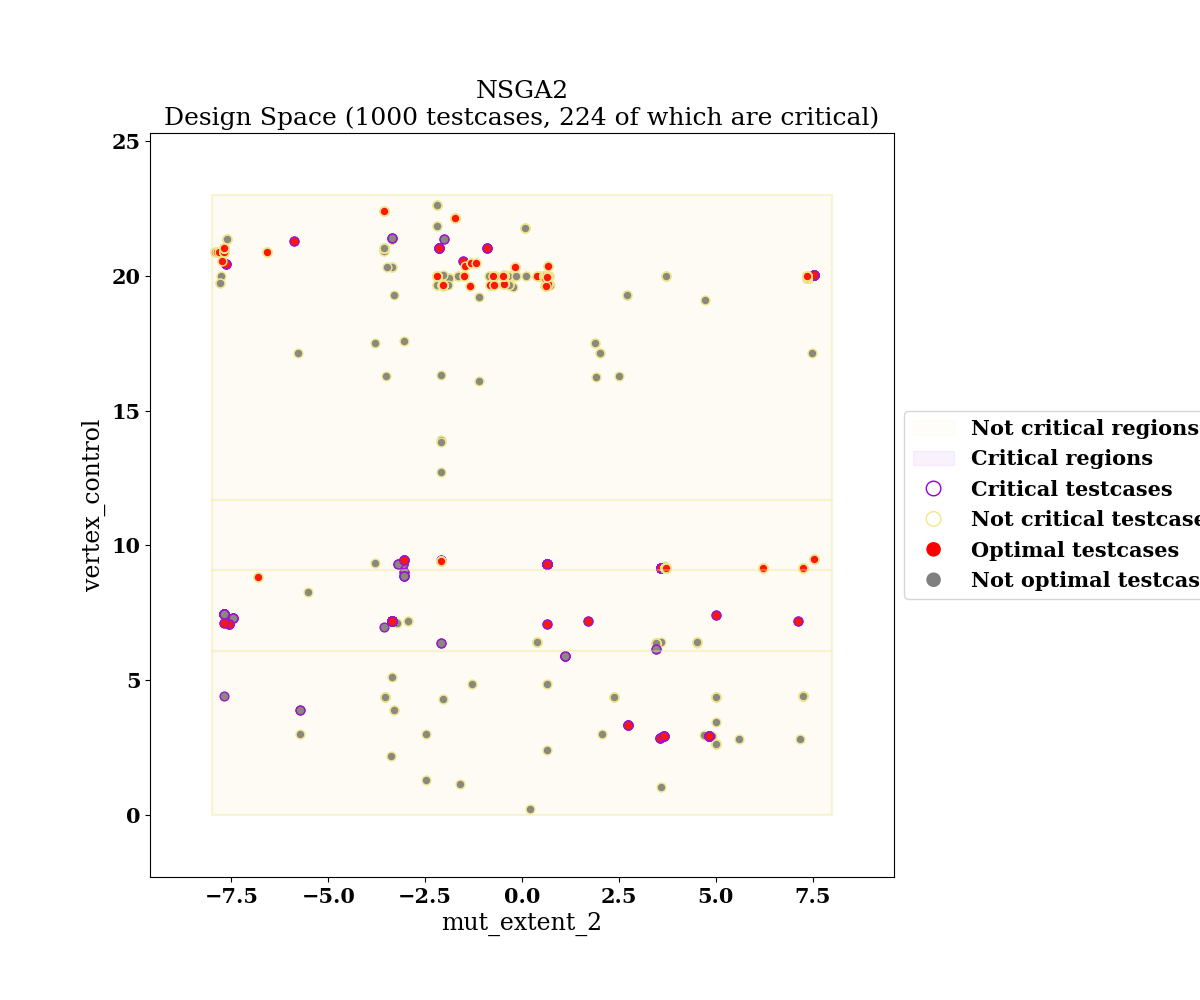 NSGA2
Design Space (1000 testcases, 224 of which are critical)
25
20
15
10
5
0
vertex_control
−7.5 −5.0 −2.5 0.0 2.5 5.0 7.5
mut_extent_2
Not critical regions
Critical regions
Critical testcases
Not critical testcase
Optimal testcases
Not optimal testcas